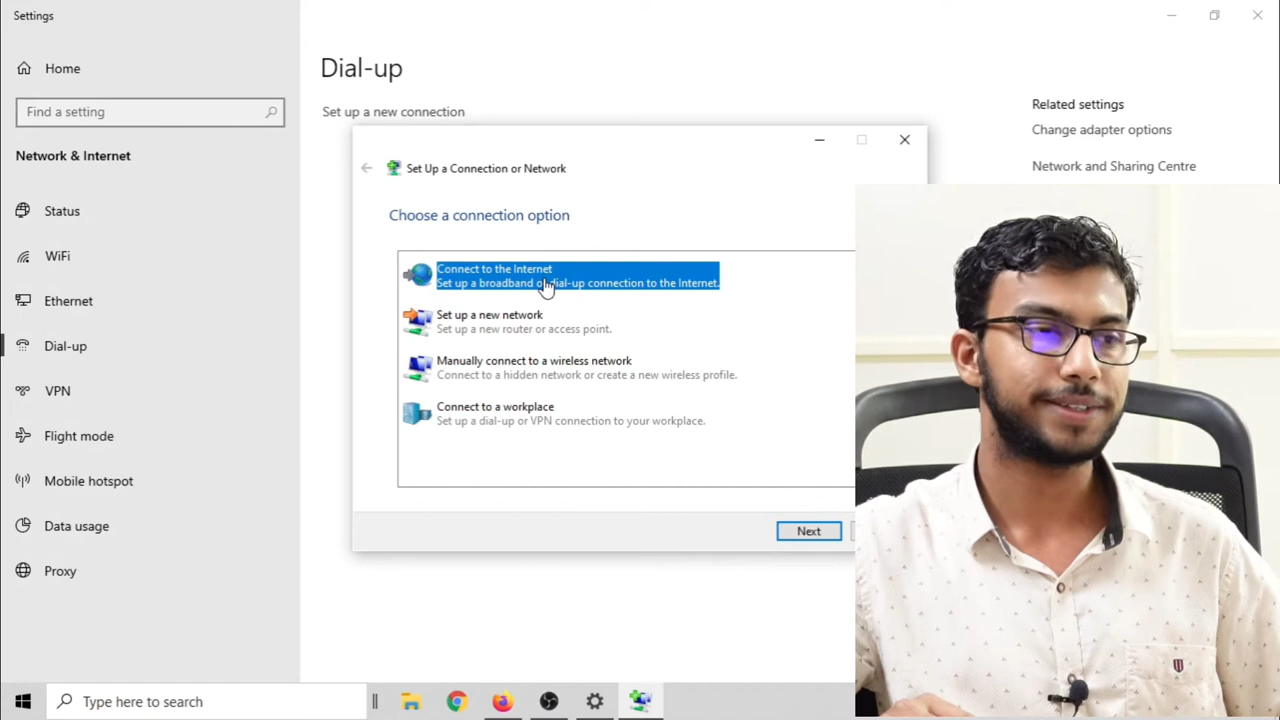 Settings
Home
Find a setting
Network & Internet
Status
WiFi
Ethernet
Dial-up
VPN
Flight mode
Mobile hotspot
Data usage
Proxy
Dial-up
Set up a new connection
Related settings
Change adapter options
Network and Sharing Centre
Set Up a Connection or Network
Choose a connection option
Connect to the Internet
Set up a broadband or dial-up connection to the Internet.
Set up a new network
Set up a new router or access point.
Manually connect to a wireless network
Connect to a hidden network or create a new wireless profile.
Connect to a workplace
Set up a dial-up or VPN connection to your workplace.
Next
Type here to search